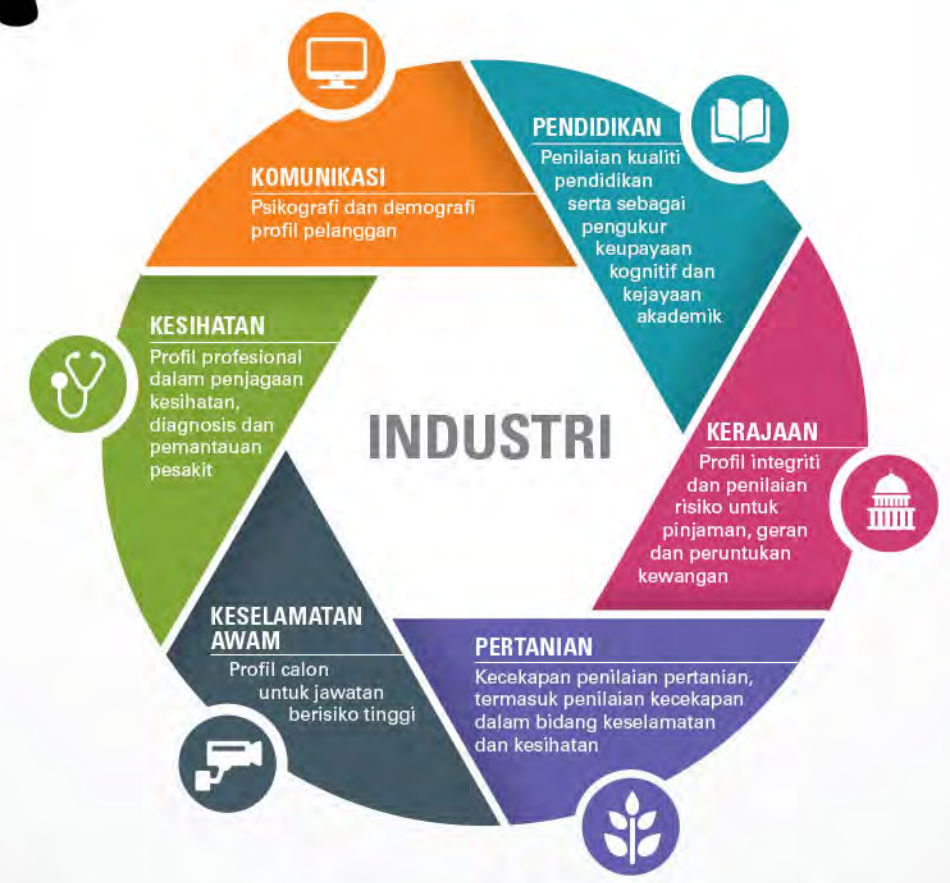 KOMUNIKASI
Psikografi dan demografi
profil pelanggan
PENDIDIKAN
Penilaian kualiti
pendidikan
serta sebagai
pengukur
keupayaan
kognitif dan
kejayaan
akademik
KESIHATAN
Profil profesional
dalam penjagaan
kesihatan,
diagnosis dan
pemantauan
pesakit
INDUSTRI
KERAJAAN
Profil integriti
dan penilaian
risiko untuk
pinjaman, geran
dan peruntukan
kewangan
KESELAMATAN
AWAM
Profil calon
untuk jawatan
berisiko tinggi
PERTANIAN
Kecekapan penilaian pertanian,
termasuk penilaian kecekapan
dalam bidang keselamatan
dan kesihatan